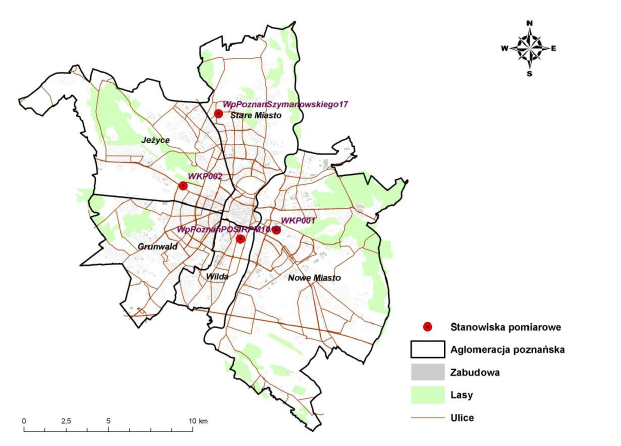 N
W E
S
WpPoznanSzymanowskiego17
Stare Miasto
Jeżyce
WKP002
WKP001
WpPoznanPOSIRPM10
Grunwald
Wilda
Nowe Miasto
Stanowiska pomiarowe
Aglomeracja poznańska
Zabudowa
Lasy
Ulice
0 2,5 5 10 km